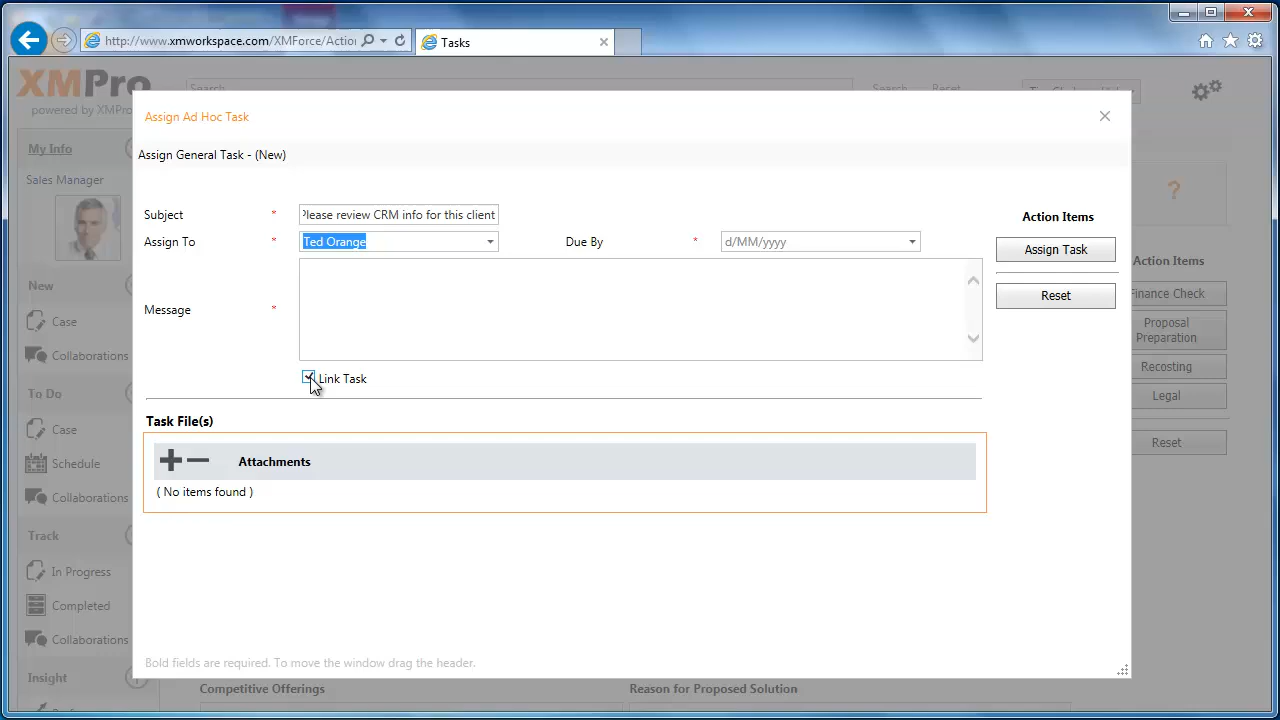 http://www.xmworkspace.com/XMForce/Action
Tasks
XMPro
powered by XMPro
Search
Search
Reset
Assign Ad Hoc Task
My Info
Assign General Task - (New)
Sales Manager
Subject * Please review CRM info for this client
Assign To * Ted Orange
Due By * d/MM/yyyy
Message *
Link Task
Action Items
Assign Task
Reset
?
Action Items
Finance Check
Proposal
Preparation
Recosting
Legal
Reset
New
Case
Collaborations
To Do
Case
Schedule
Collaborations
Track
In Progress
Completed
Collaborations
Insight
Task File(s)
Attachments
( No items found )
Bold fields are required. To move the window drag the header.
Competitive Offerings
Reason for Proposed Solution